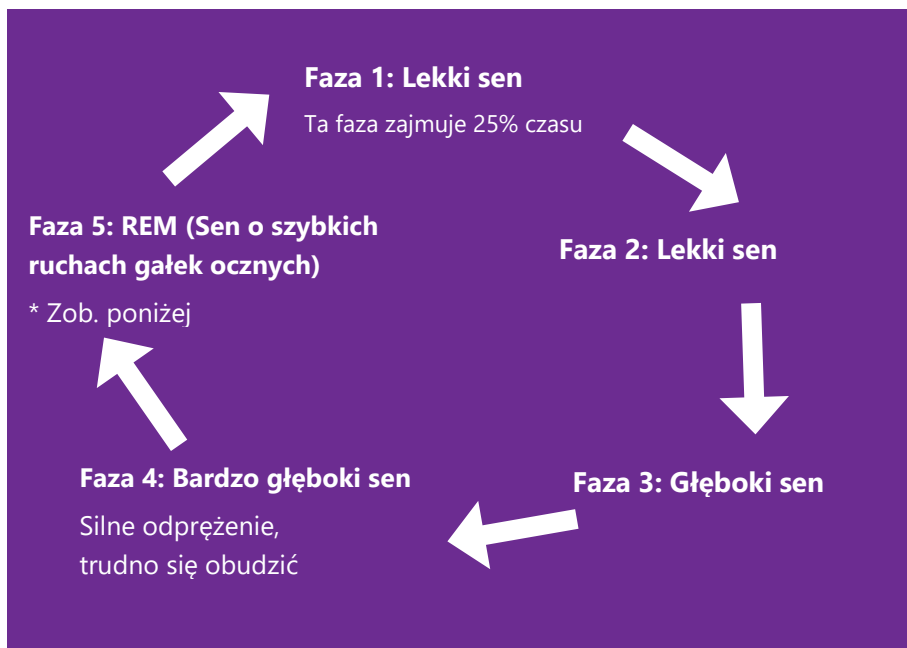 Faza 1: Lekki sen
Ta faza zajmuje 25% czasu
Faza 2: Lekki sen
Faza 3: Głęboki sen
Faza 4: Bardzo głęboki sen
Silne odprężenie,
trudno się obudzić
Faza 5: REM (Sen o szybkich
ruchach gałek ocznych)
* Zob. poniżej